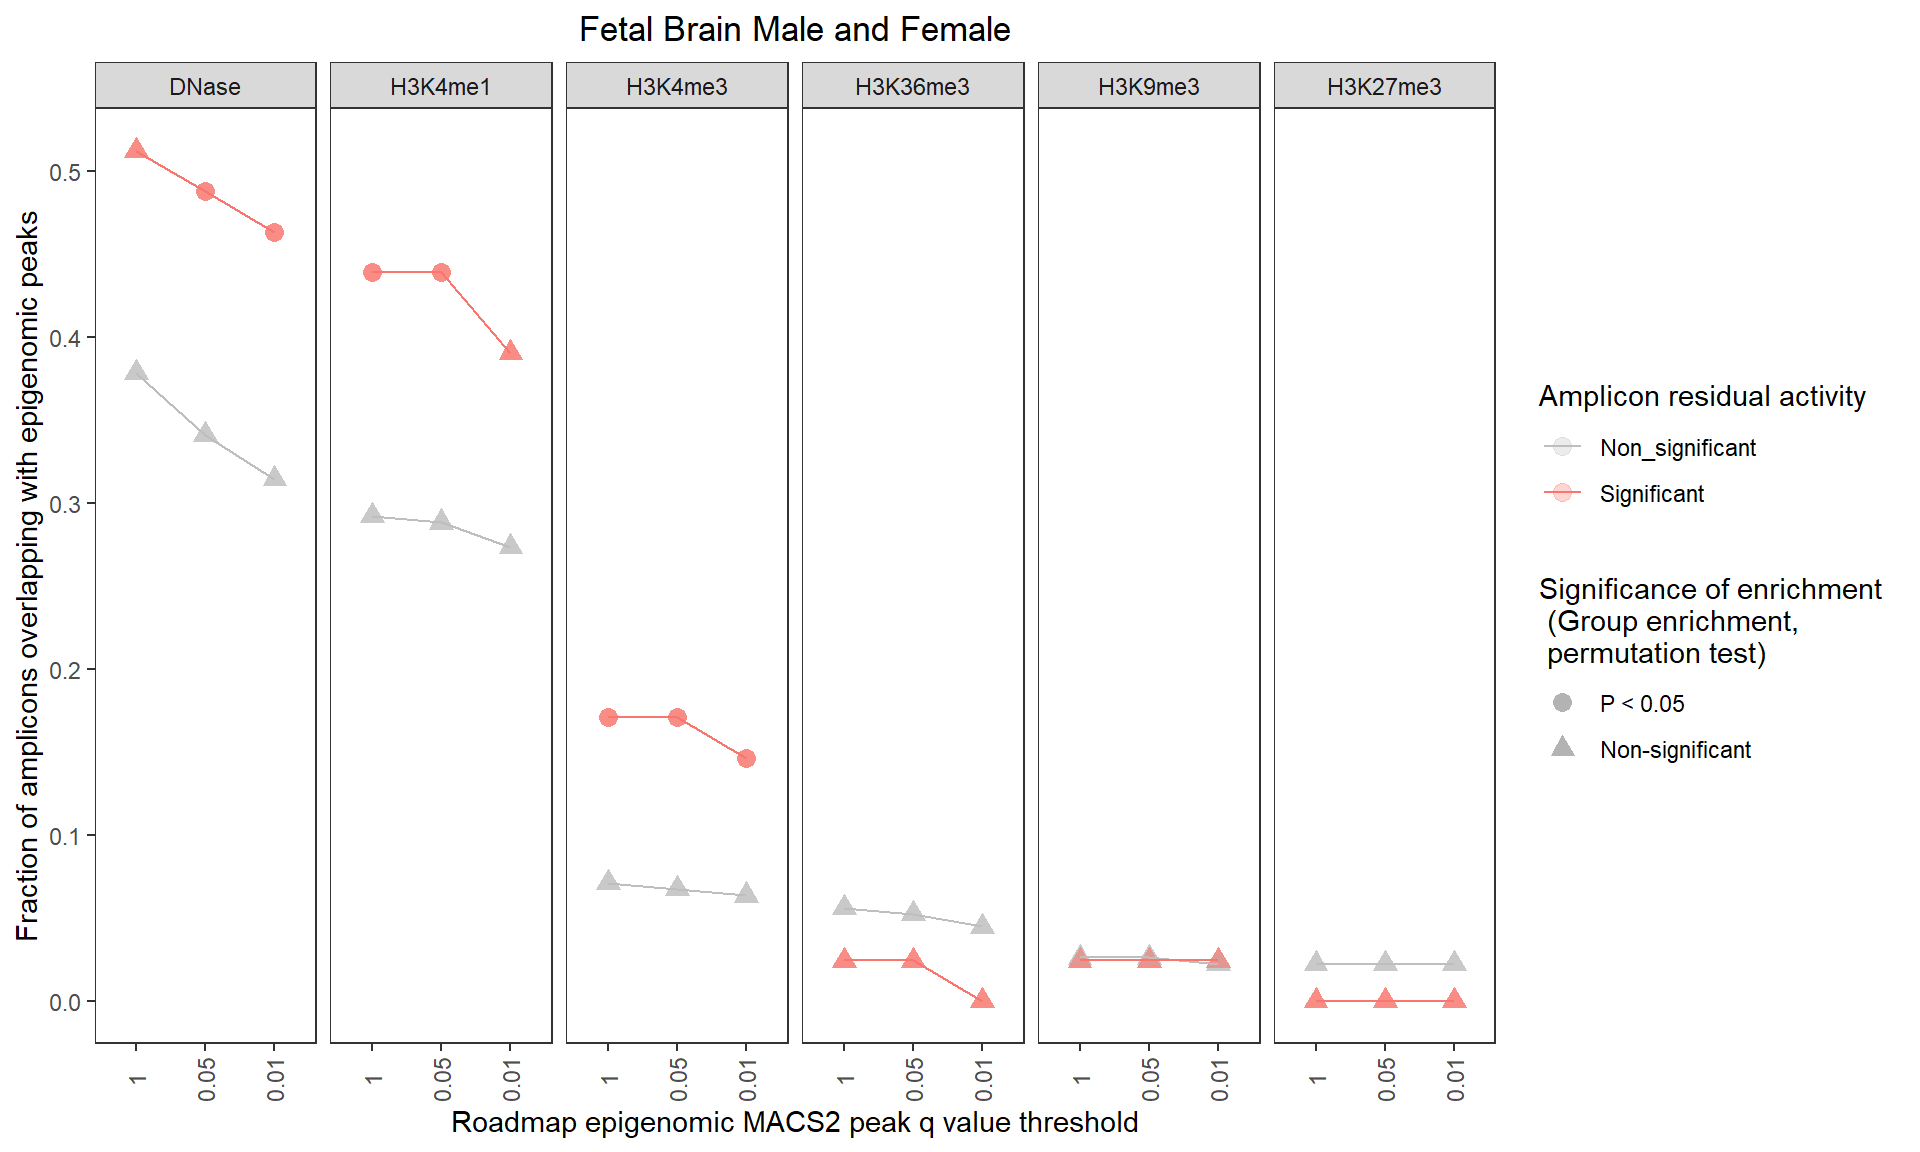 Fetal Brain Male and Female
DNase
H3K4me1
H3K4me3
H3K36me3
H3K9me3
H3K27me3
Fraction of amplicons overlapping with epigenomic peaks
0.5
0.4
0.3
0.2
0.1
0.0
1
0.05
0.01
1
0.05
0.01
1
0.05
0.01
1
0.05
0.01
1
0.05
0.01
1
0.05
0.01
Roadmap epigenomic MACS2 peak q value threshold
Amplicon residual activity
Non_significant
Significant
Significance of enrichment
(Group enrichment,
permutation test)
P < 0.05
Non-significant